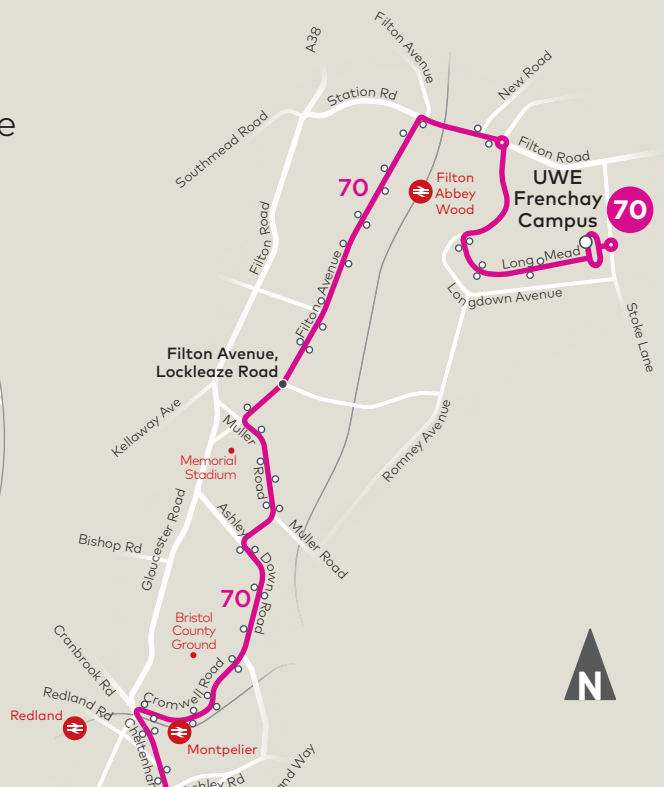 e
A38
Filton Avenue
Station Rd
New Road
Southmead Road
Filton Road
UWE
Frenchay
Campus
70
70
Filton
Abbey
Wood
Filton Road
Long Mead
Longdown Avenue
Stoke Lane
Filton Avenue
Filton Avenue,
Lockleaze Road
Kellaway Ave
Muller
Road
Memorial
Stadium
Romney Avenue
Gloucester Road
Ashley
Down Road
Muller Road
Bishop Rd
70
Bristol
County
Ground
Cranbrook Rd
Redland Rd
Cromwell Road
Redland
Montpelier
N